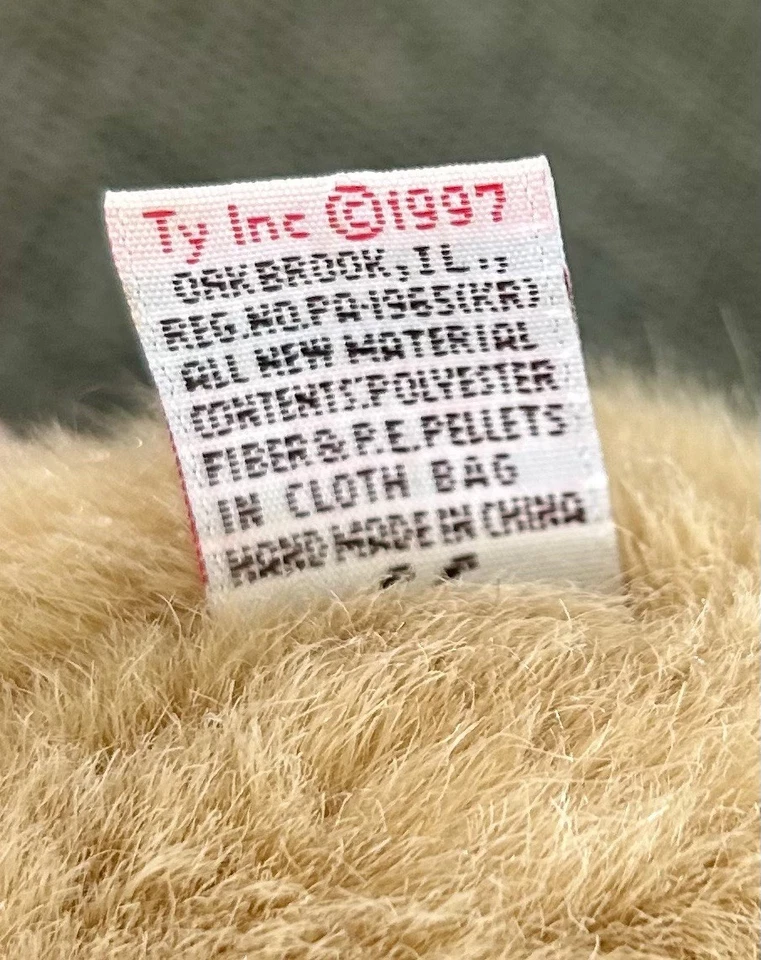 Ty Inc ©1997
OAKBROOK,IL.,
REG.NO.PA-1965(KR)
ALL NEW MATERIAL
CONTENTS:POLYESTER
FIBER & P.E.PELLETS
IN CLOTH BAG
HAND MADE IN CHINA